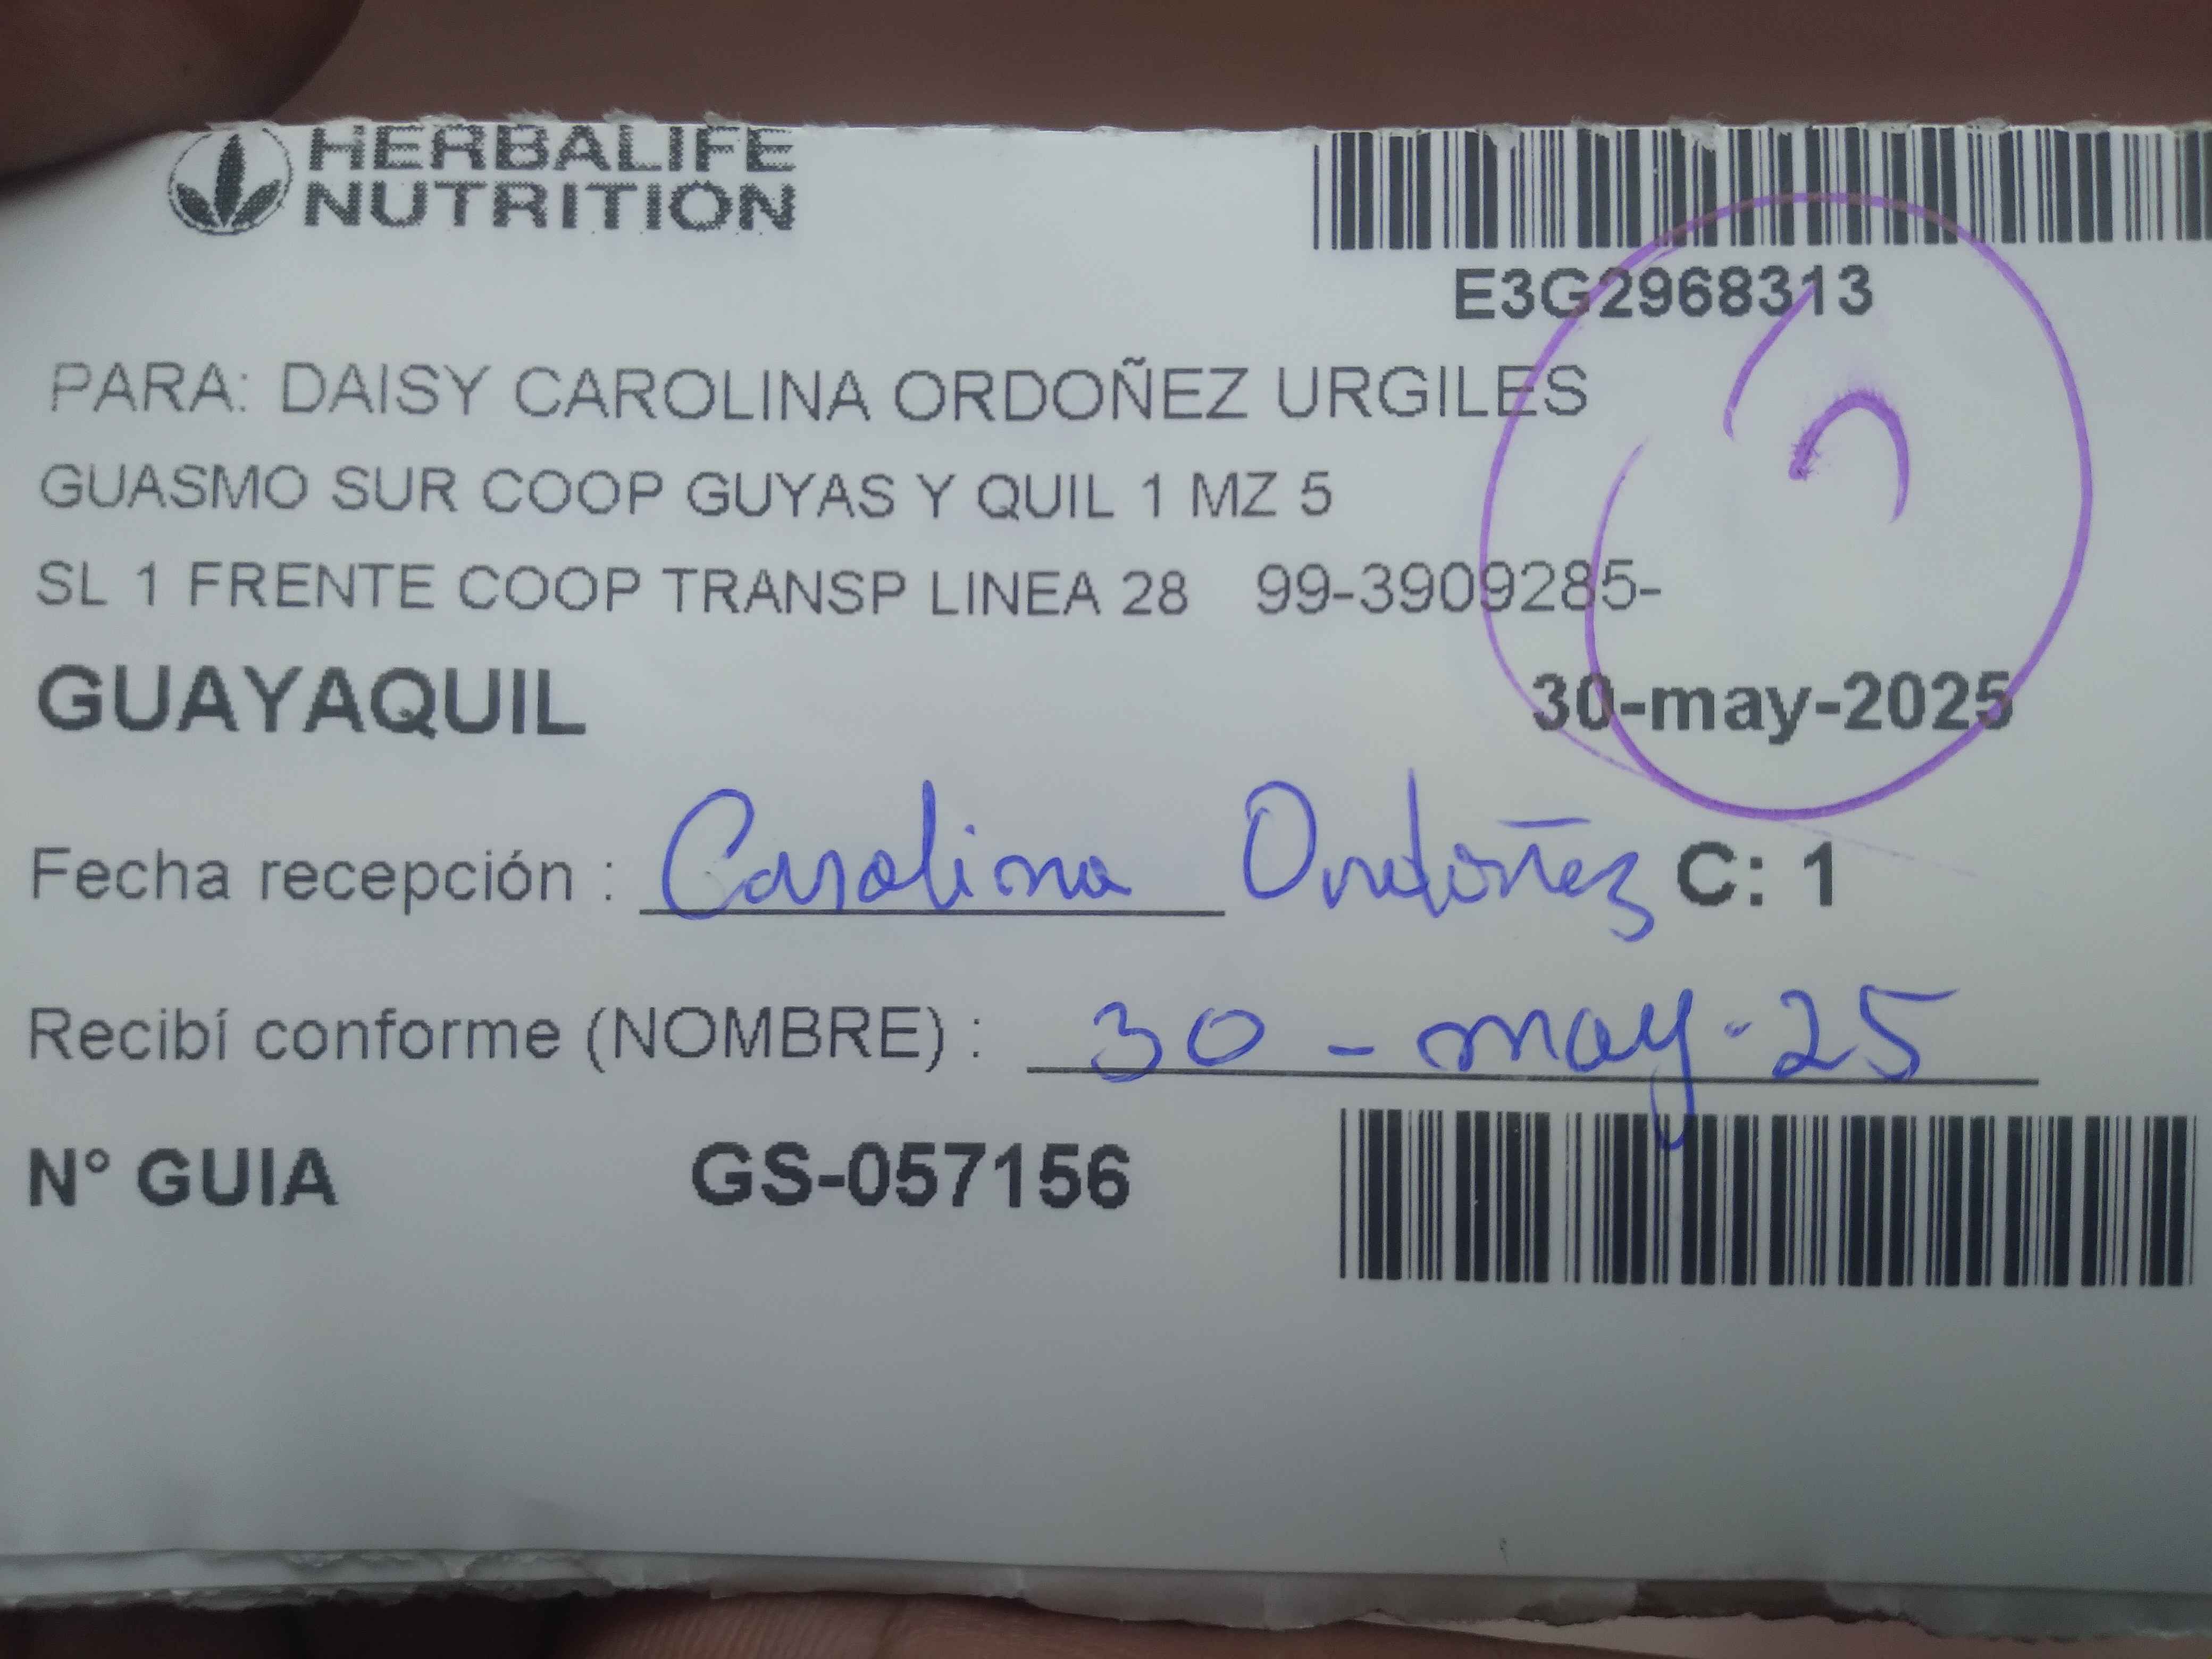 HERBALIFE
NUTRITION
E3G2968313
PARA: DAISY CAROLINA ORDOÑEZ URGILES
GUASMO SUR COOP GUYAS Y QUIL 1 MZ 5
SL 1 FRENTE COOP TRANSP LINEA 28 99-3909285-
GUAYAQUIL 30-may-2025
Fecha recepción : Carolina Ordoñez C: 1
Recibí conforme (NOMBRE) : 30-may-25
N° GUIA GS-057156